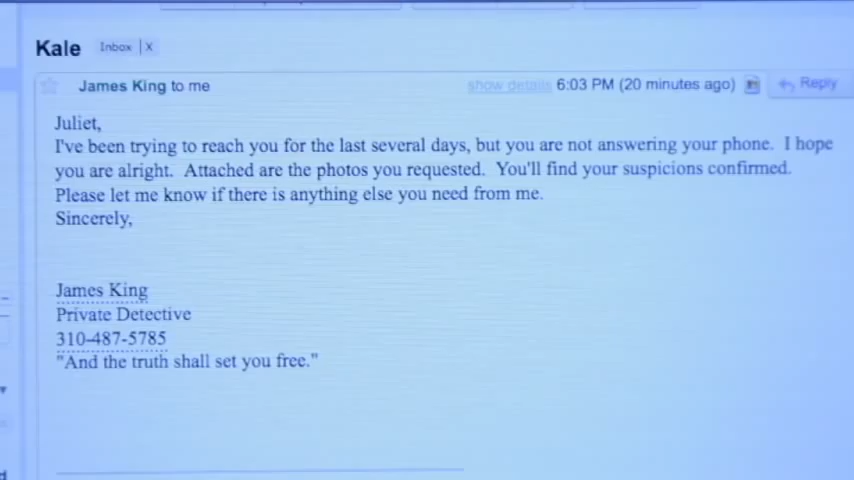 Kale Inbox | X
James King to me show details 6:03 PM (20 minutes ago) Reply
Juliet,
I've been trying to reach you for the last several days, but you are not answering your phone. I hope
you are alright. Attached are the photos you requested. You'll find your suspicions confirmed.
Please let me know if there is anything else you need from me.
Sincerely,
James King
Private Detective
310-487-5785
"And the truth shall set you free."